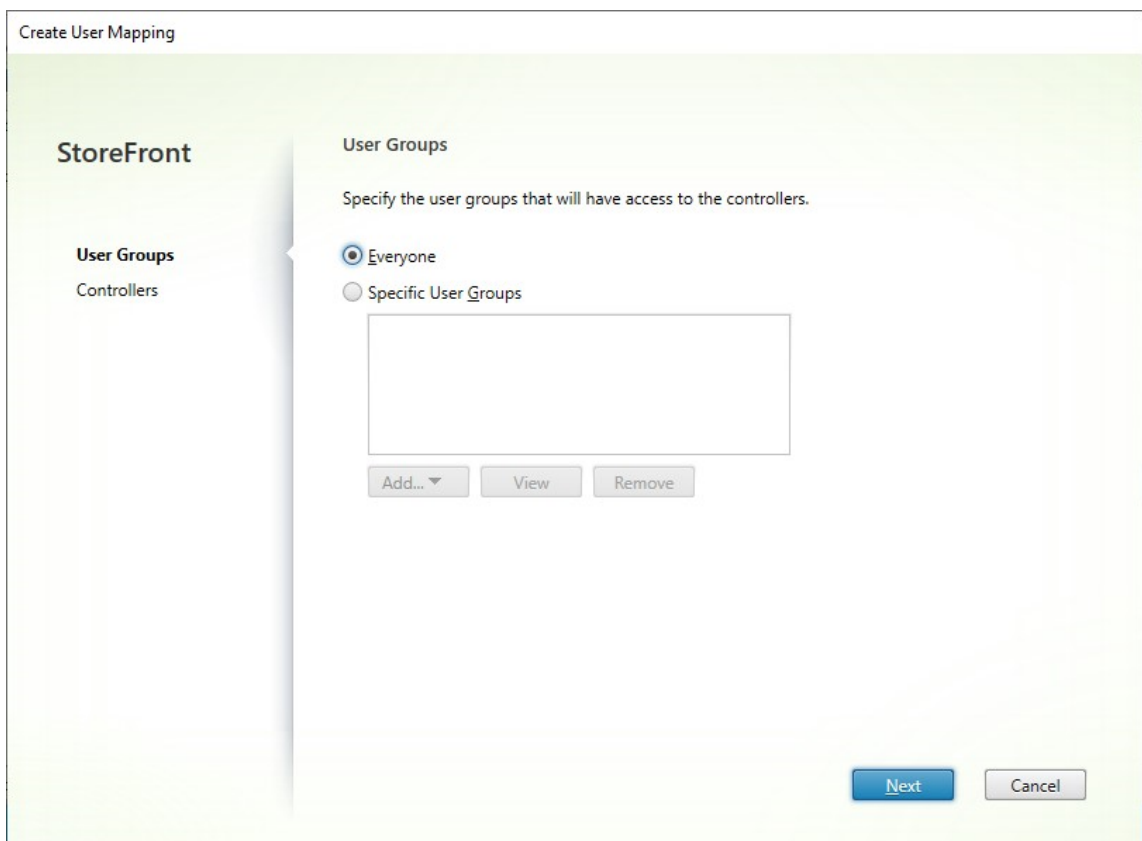 Create User Mapping
StoreFront
User Groups
Controllers
User Groups
Specify the user groups that will have access to the controllers.
Everyone
Specific User Groups
Add...
View
Remove
Next
Cancel